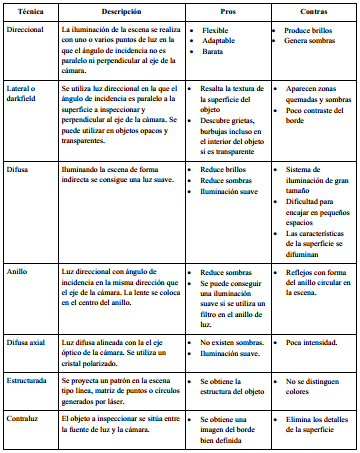 Técnica Descripción Pros Contras
Direccional
La iluminación de la escena se realiza
con uno o varios puntos de luz en la
que el ángulo de incidencia no es
paralelo ni perpendicular al eje de la
cámara.
• Flexible
• Adaptable
• Barata
• Produce brillos
• Genera sombras
Lateral o
darkfield
Se utiliza luz direccional en la que el
ángulo de incidencia es paralelo a la
superficie a inspeccionar y
perpendicular al eje de la cámara. Se
puede utilizar en objetos opacos y
transparentes.
• Resalta la textura de
la superficie del
objeto
• Descubre grietas,
burbujas incluso en
el interior del objeto
si es transparente
• Aparecen zonas
quemadas y sombras
• Poco contraste del
borde
Difusa
Iluminando la escena de forma
indirecta se consigue una luz suave.
• Reduce brillos
• Reduce sombras
• Iluminación suave
• Sistema de
iluminación de gran
tamaño
• Dificultad para
encajar en pequeños
espacios
• Las características
de la superficie se
difuminan
Anillo
Luz direccional con ángulo de
incidencia en la misma dirección que
el eje de la cámara. La lente se coloca
en el centro del anillo.
• Reduce sombras
• Se puede conseguir
una iluminación
suave si se utiliza un
filtro en el anillo de
luz.
• Reflejos con forma
del anillo circular en
la escena.
Difusa axial
Luz difusa alineada con la el eje
óptico de la cámara. Se utiliza un
cristal polarizado.
• No existen sombras.
• Iluminación suave.
• Poca intensidad.
Estructurada
Se proyecta un patrón en la escena
tipo línea, matriz de puntos o círculos
generados por láser.
• Se obtiene la
estructura del objeto
• No se distinguen
colores
Contraluz
El objeto a inspeccionar se sitúa entre
la fuente de luz y la cámara.
• Se obtiene una
imagen del borde
bien definida
• Elimina los detalles
de la superficie